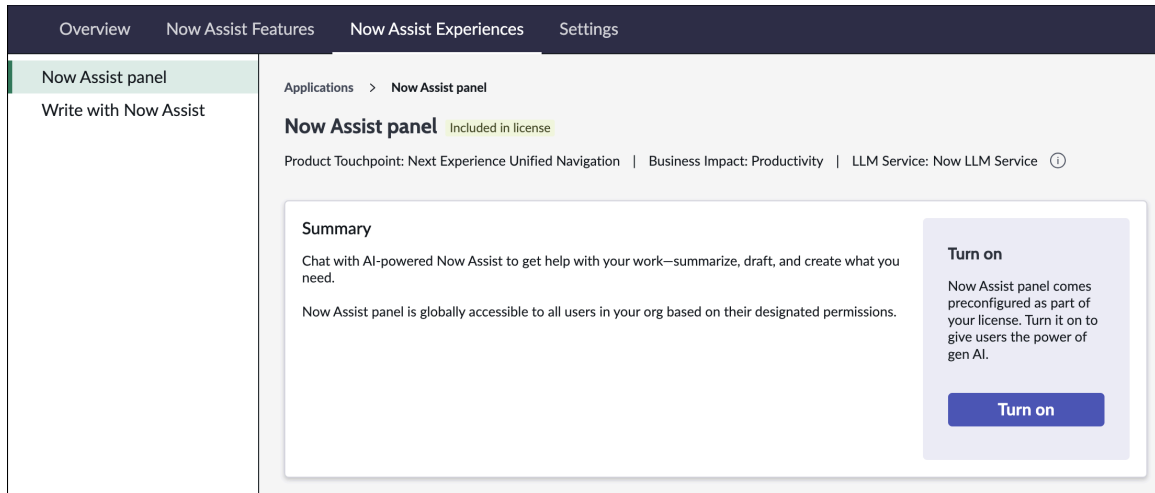 Overview Now Assist Features Now Assist Experiences Settings
Now Assist panel
Write with Now Assist
Applications > Now Assist panel
Now Assist panel Included in license
Product Touchpoint: Next Experience Unified Navigation | Business Impact: Productivity | LLM Service: Now LLM Service
Summary
Chat with AI-powered Now Assist to get help with your work—summarize, draft, and create what you
need.
Now Assist panel is globally accessible to all users in your org based on their designated permissions.
Turn on
Now Assist panel comes
preconfigured as part of
your license. Turn it on to
give users the power of
gen AI.
Turn on